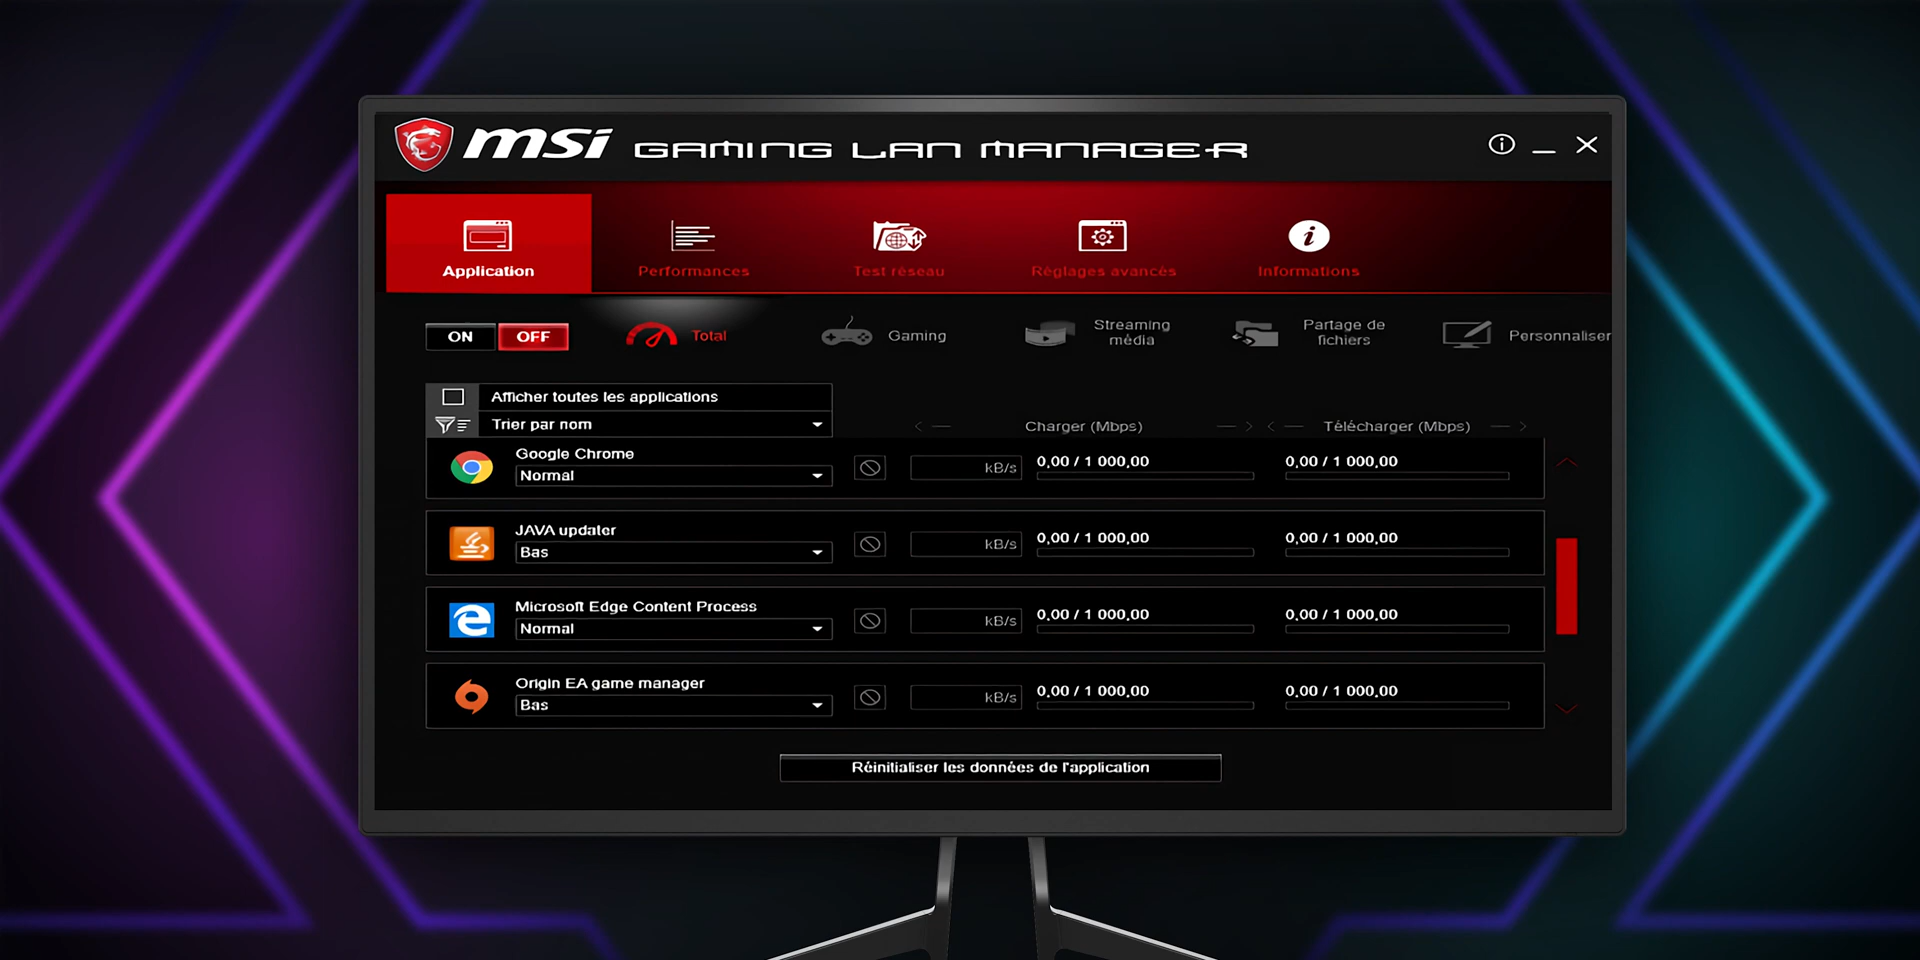 msi GAMING LAN MANAGER
Application
Performances
Test réseau
Réglages avancés
Informations
ON OFF
Total
Gaming
Streaming
média
Partage de
fichiers
Personnaliser
Afficher toutes les applications
Trier par nom
Charger (Mbps)
Télécharger (Mbps)
Google Chrome
Normal
kB/s
0,00 / 1 000,00
0,00 / 1 000,00
JAVA updater
Bas
kB/s
0,00 / 1 000,00
0,00 / 1 000,00
Microsoft Edge Content Process
Normal
kB/s
0,00 / 1 000,00
0,00 / 1 000,00
Origin EA game manager
Bas
kB/s
0,00 / 1 000,00
0,00 / 1 000,00
Réinitialiser les données de l'application